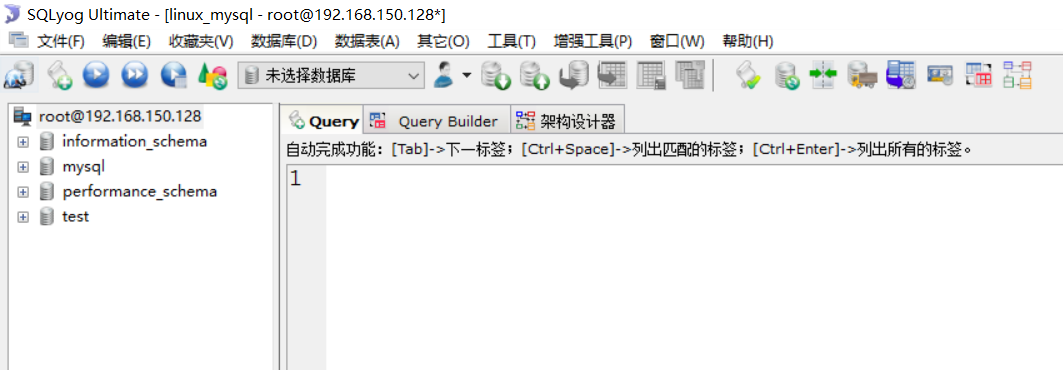 SQLyog Ultimate - [linux_mysql - root@192.168.150.128*]
文件(F) 编辑(E) 收藏夹(V) 数据库(D) 数据表(A) 其它(O) 工具(T) 增强工具(P) 窗口(W) 帮助(H)
未选择数据库
root@192.168.150.128
information_schema
mysql
performance_schema
test
Query Query Builder 架构设计器
自动完成功能: [Tab]->下一标签; [Ctrl+Space]->列出匹配的标签; [Ctrl+Enter]->列出所有的标签。
1